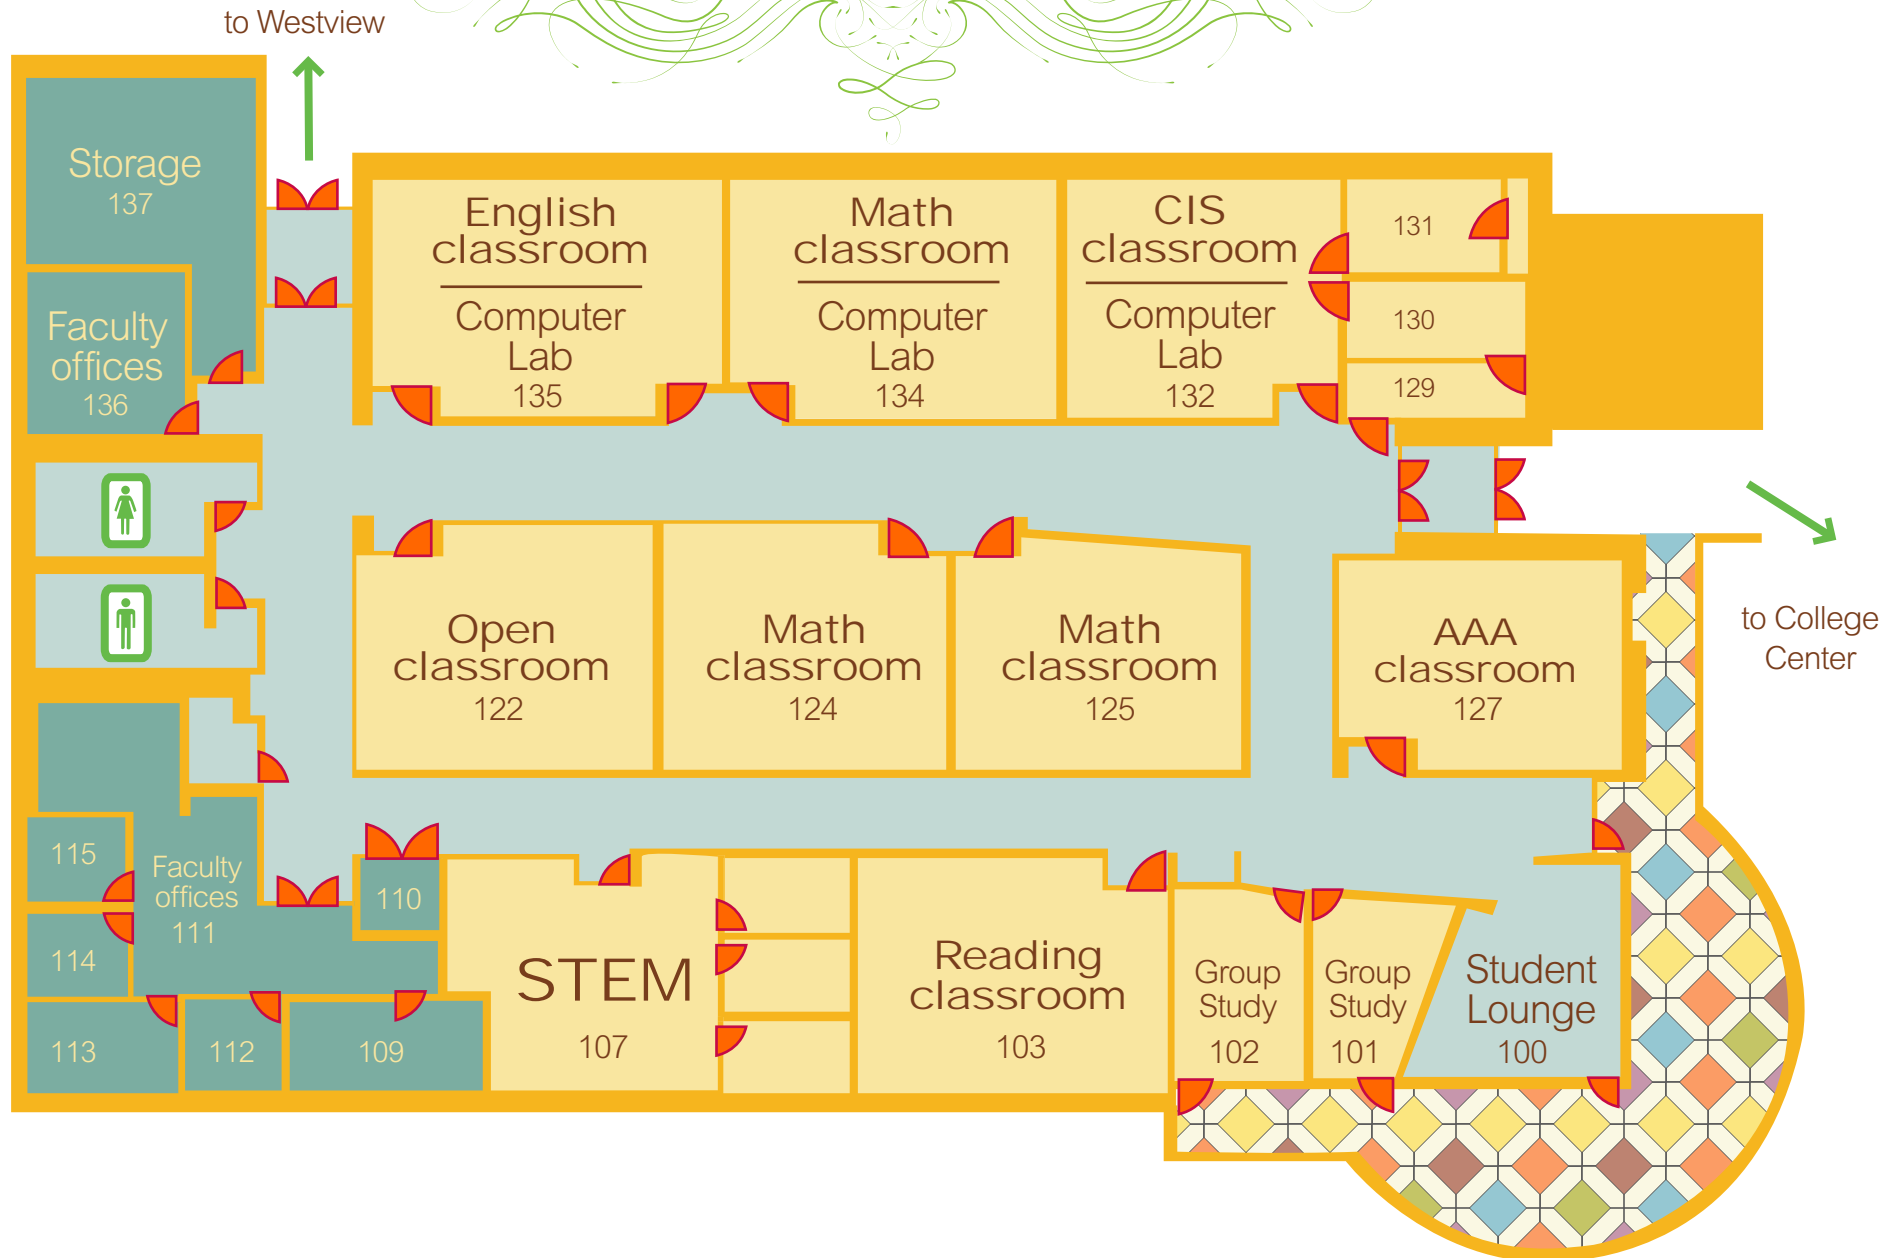 to Westview
Storage
137
English
classroom
Computer
Lab
135
Math
classroom
Computer
Lab
134
CIS
classroom
Computer
Lab
132
131
130
129
Faculty
offices
136
to College
Center
Open
classroom
122
Math
classroom
124
Math
classroom
125
AAA
classroom
127
115
Faculty
offices
111
110
114
113
112
109
STEM
107
Reading
classroom
103
Group
Study
102
Group
Study
101
Student
Lounge
100